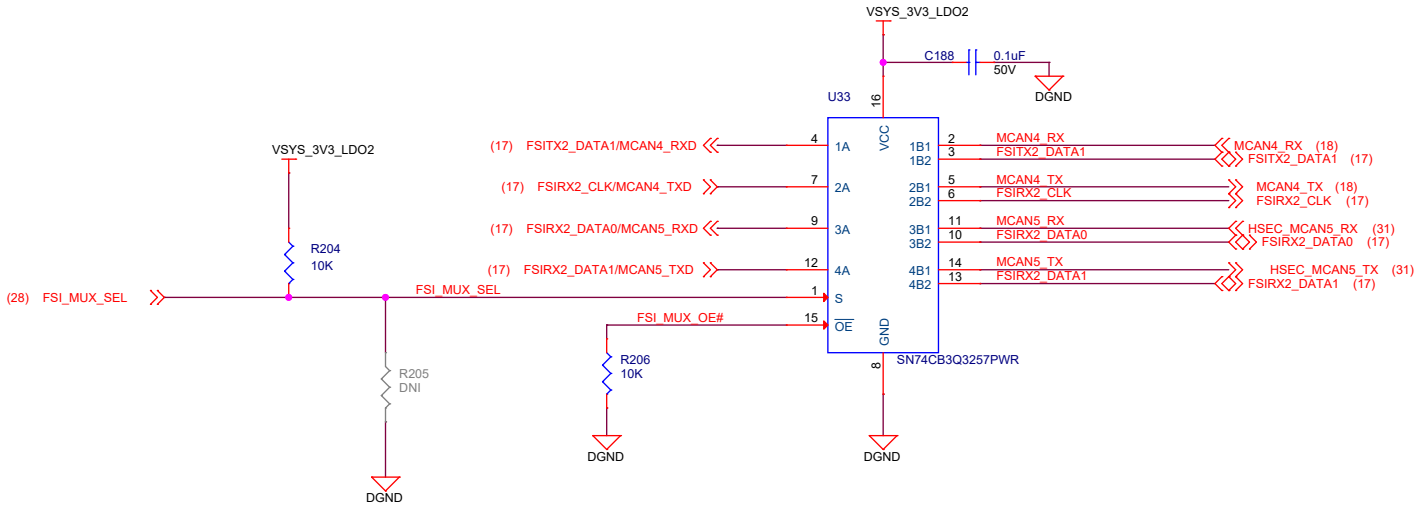 VSYS_3V3_LDO2
C188
0.1uF
50V
DGND
U33
16
VCC
VSYS_3V3_LDO2
R204
10K
(17) FSITX2_DATA1/MCAN4_RXD
4
1A
1B1
2
MCAN4_RX
MCAN4_RX (18)
1B2
3
FSITX2_DATA1
FSITX2_DATA1 (17)
(17) FSIRX2_CLK/MCAN4_TXD
7
2A
2B1
5
MCAN4_TX
MCAN4_TX (18)
2B2
6
FSIRX2_CLK
FSIRX2_CLK (17)
(17) FSIRX2_DATA0/MCAN5_RXD
9
3A
3B1
11
MCAN5_RX
HSEC_MCAN5_RX (31)
3B2
10
FSIRX2_DATA0
FSIRX2_DATA0 (17)
(17) FSIRX2_DATA1/MCAN5_TXD
12
4A
4B1
14
MCAN5_TX
HSEC_MCAN5_TX (31)
4B2
13
FSIRX2_DATA1
FSIRX2_DATA1 (17)
(28) FSI_MUX_SEL
FSI_MUX_SEL
1
S
FSI_MUX_OE#
15
OE
GND
8
SN74CB3Q3257PWR
R206
10K
R205
DNI
DGND
DGND
DGND